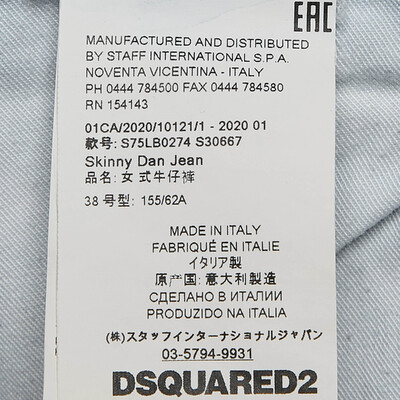 EAC
MANUFACTURED AND DISTRIBUTED
BY STAFF INTERNATIONAL S.P.A.
NOVENTA VICENTINA - ITALY
PH 0444 784500 FAX 0444 784580
RN 154143
01CA/2020/10121/1 - 2020 01
款号: S75LB0274 S30667
Skinny Dan Jean
品名: 女 式牛仔裤
38 号型: 155/62A
MADE IN ITALY
FABRIQUÉ EN ITALIE
イタリア製
原产国: 意大利製造
СДЕЛАНО В ИТАЛИИ
PRODUZIDO NA ITALIA
(株)スタッフインターナショナルジャパン
03-5794-9931
DSQUARED2